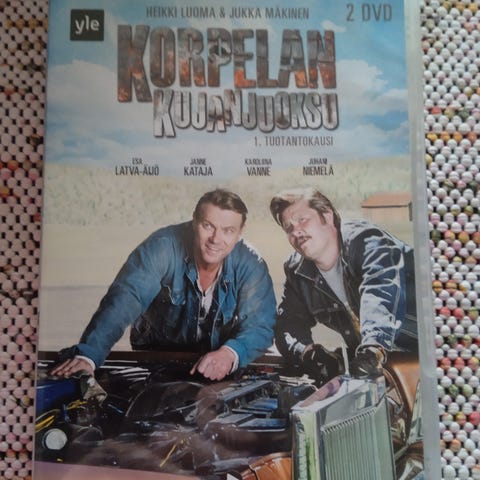 yle
HEIKKI LUOMA & JUKKA MÄKINEN
2 DVD
KORPELAN
KUJANJUOKSU
1. TUOTANTOKAUSI
ESA
LATVA-ÄIJÖ
JANNE
KATAJA
KAROLIINA
VANNE
JUHANI
NIEMELÄ